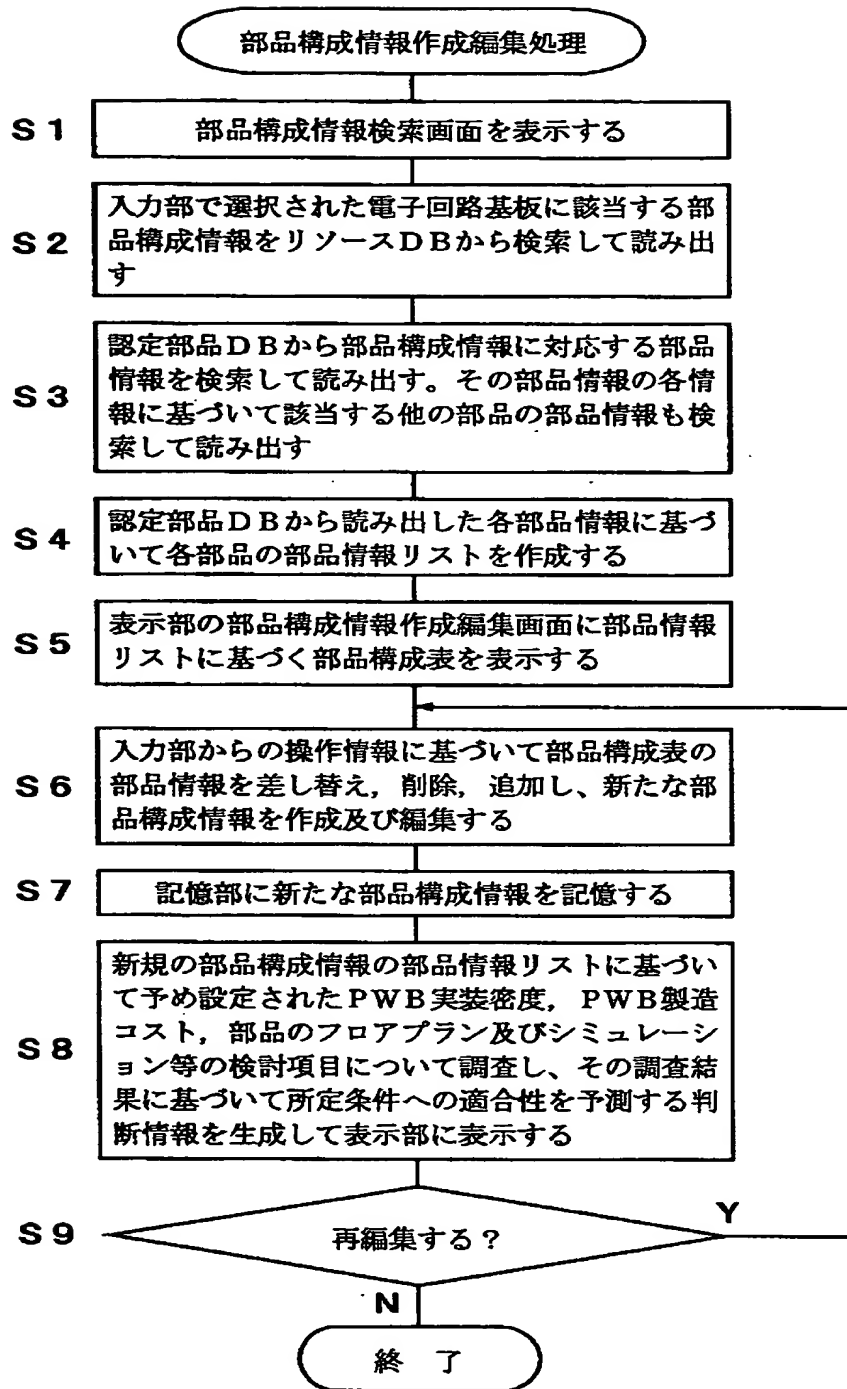 部品構成情報作成編集処理
S1
部品構成情報検索画面を表示する
S2
入力部で選択された電子回路基板に該当する部
品構成情報をリソースDBから検索して読み出
す
S3
認定部品DBから部品構成情報に対応する部品
情報を検索して読み出す。その部品情報の各情
報に基づいて該当する他の部品の部品情報も検
索して読み出す
S4
認定部品DBから読み出した各部品情報に基づ
いて各部品の部品情報リストを作成する
S5
表示部の部品構成情報作成編集画面に部品情報
リストに基づく部品構成表を表示する
S6
入力部からの操作情報に基づいて部品構成表の
部品情報を差し替え,削除,追加し、新たな部
品構成情報を作成及び編集する
S7
記憶部に新たな部品構成情報を記憶する
S8
新規の部品構成情報の部品情報リストに基づい
て予め設定されたPWB実装密度,PWB製造
コスト,部品のフロアプラン及びシミュレーシ
ョン等の検討項目について調査し、その調査結
果に基づいて所定条件への適合性を予測する判
断情報を生成して表示部に表示する
S9
再編集する?
Y
N
終 了